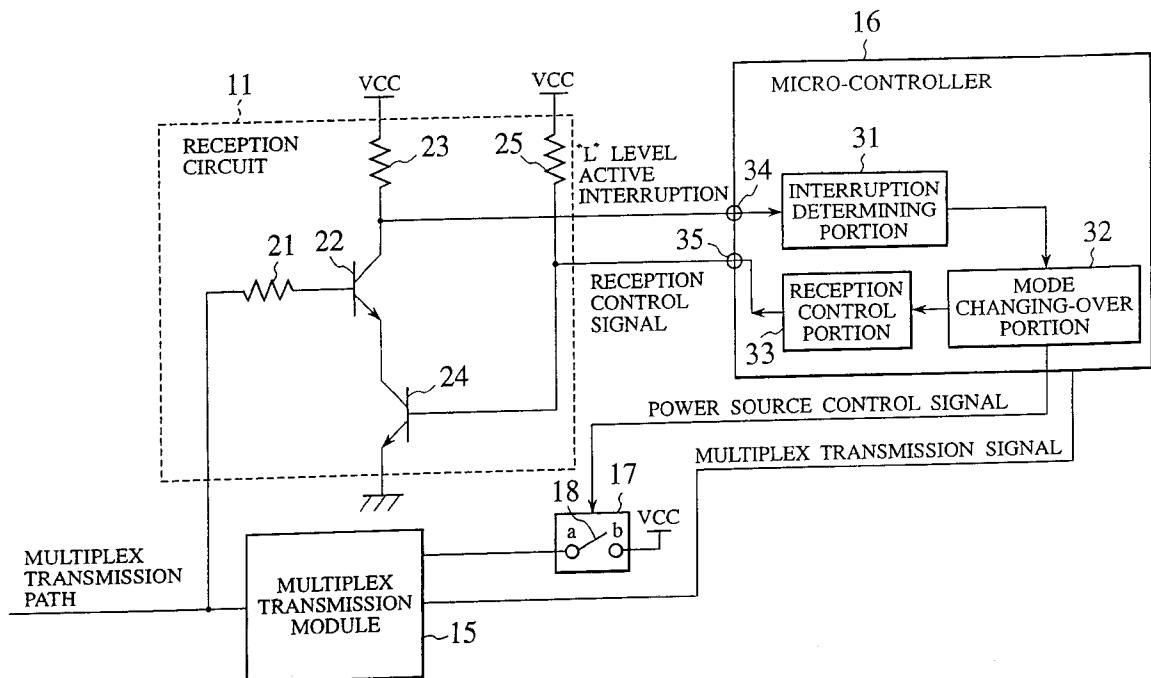 16
MICRO-CONTROLLER
11
VCC
VCC
RECEPTION
CIRCUIT
23
25
"L" LEVEL
ACTIVE
INTERRUPTION
34
31
INTERRUPTION
DETERMINING
PORTION
21
22
35
32
RECEPTION
CONTROL
SIGNAL
RECEPTION
CONTROL
PORTION
33
MODE
CHANGING-OVER
PORTION
24
POWER SOURCE CONTROL SIGNAL
MULTIPLEX TRANSMISSION SIGNAL
18
17
a
b
VCC
MULTIPLEX
TRANSMISSION
PATH
MULTIPLEX
TRANSMISSION
MODULE
15